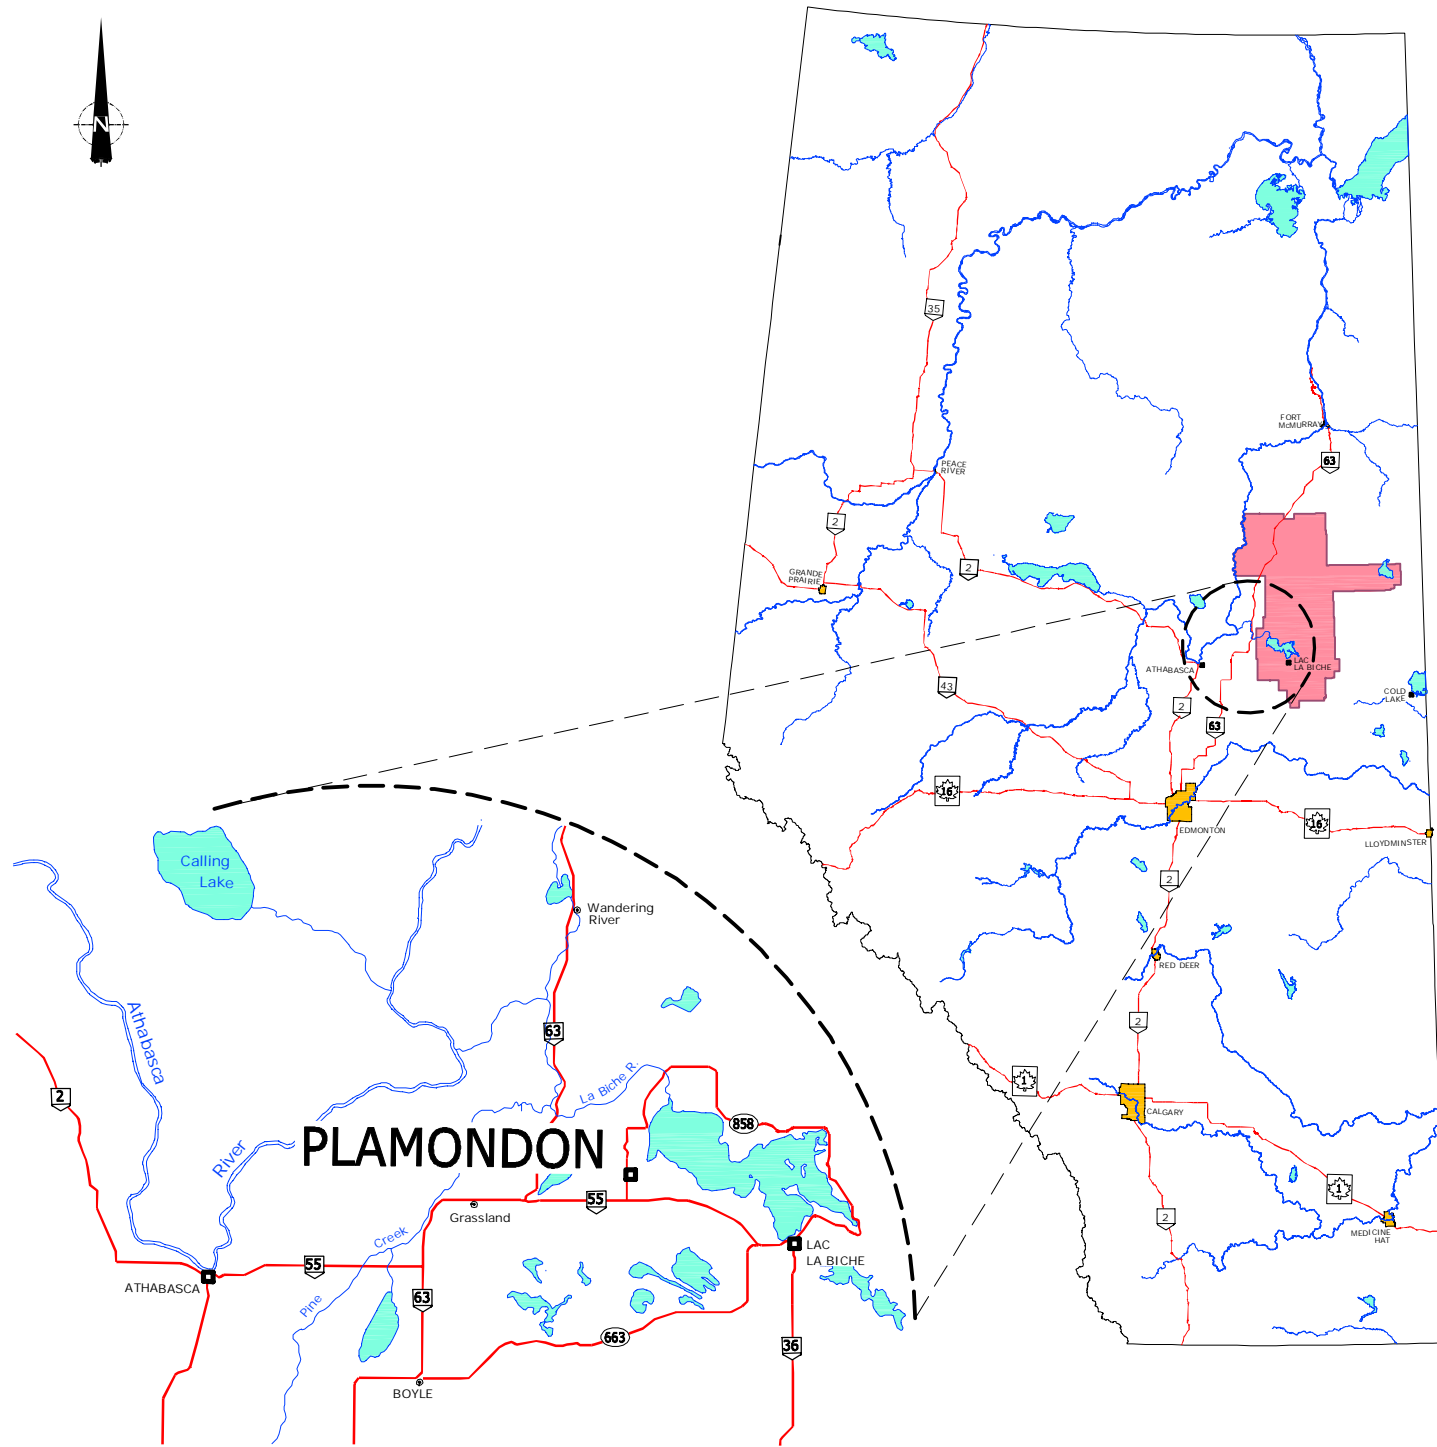 N
35
FORT
McMURRAY
63
PEACE
RIVER
2
2
GRANDE
PRAIRIE
ATHABASCA
LAC
LA BICHE
COLD
LAKE
43
2
63
16
EDMONTON
16
LLOYDMINSTER
2
RED DEER
2
1
CALGARY
1
2
MEDICINE
HAT
Calling
Lake
Wandering
River
Athabasca
River
63
La Biche R.
2
858
PLAMONDON
55
Grassland
Creek
Pine
LAC
LA BICHE
55
ATHABASCA
63
663
36
BOYLE